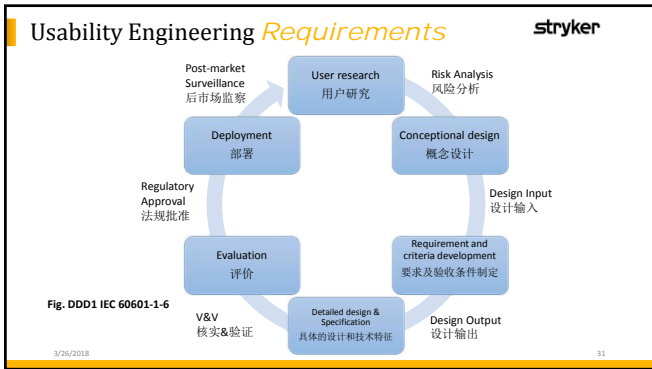 Usability Engineering Requirements
stryker
User research
用户研究
Risk Analysis
风险分析
Conceptional design
概念设计
Design Input
设计输入
Requirement and
criteria development
要求及验收条件制定
Design Output
设计输出
Detailed design &
Specification
具体的设计和技术特征
V&V
核实&验证
Evaluation
评价
Regulatory
Approval
法规批准
Deployment
部署
Post-market
Surveillance
后市场监察
Fig. DDD1 IEC 60601-1-6
3/26/2018
31